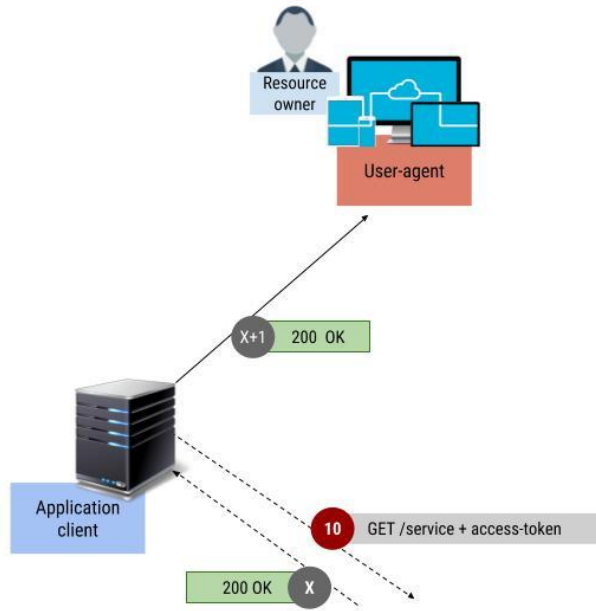 Resource
owner
User-agent
X+1 200 OK
Application
client
10 GET /service + access-token
200 OK X